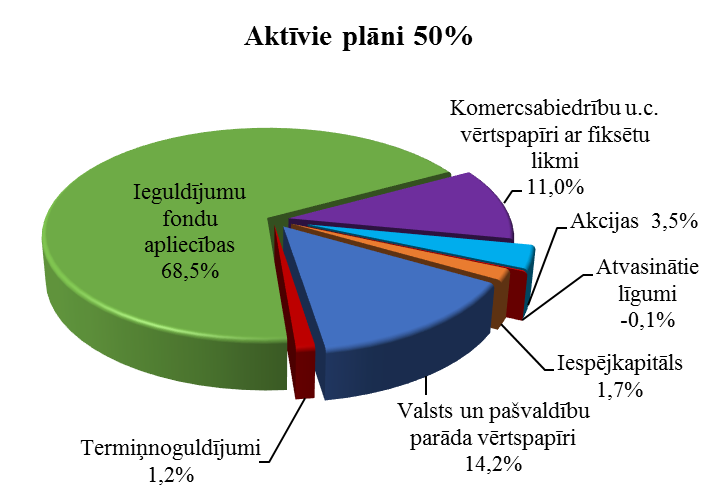 Aktīvie plāni 50%
Komercsabiedrību u.c.
vērtspapīri ar fiksētu
likmi
11,0%
Akcijas 3,5%
Atvasinātie
līgumi
-0,1%
Iespējkapitāls
1,7%
Valsts un pašvaldību
parāda vērtspapīri
14,2%
Termiņnoguldījumi
1,2%
Ieguldījumu
fondu
apliecības
68,5%